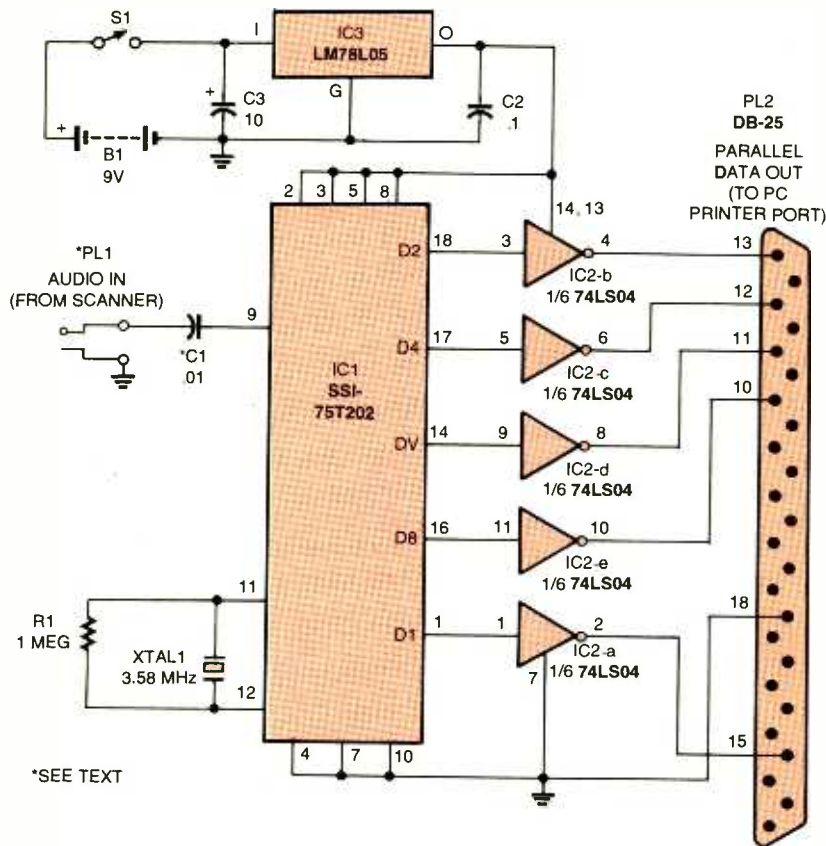 S1
I
IC3
LM78L05
O
+
C3
10
G
C2
.1
+
B1
9V
PL2
DB-25
PARALLEL
DATA OUT
(TO PC
PRINTER PORT)
2
3
5
8
14, 13
*PL1
AUDIO IN
(FROM SCANNER)
*C1
.01
9
IC1
SSI-
75T202
D2
18
3
4
IC2-b
1/6 74LS04
13
D4
17
5
6
IC2-c
1/6 74LS04
12
DV
14
9
8
IC2-d
1/6 74LS04
11
D8
16
11
10
IC2-e
1/6 74LS04
10
D1
1
1
2
IC2-a
1/6 74LS04
7
18
15
R1
1 MEG
XTAL1
3.58 MHz
11
12
4
7
10
*SEE TEXT